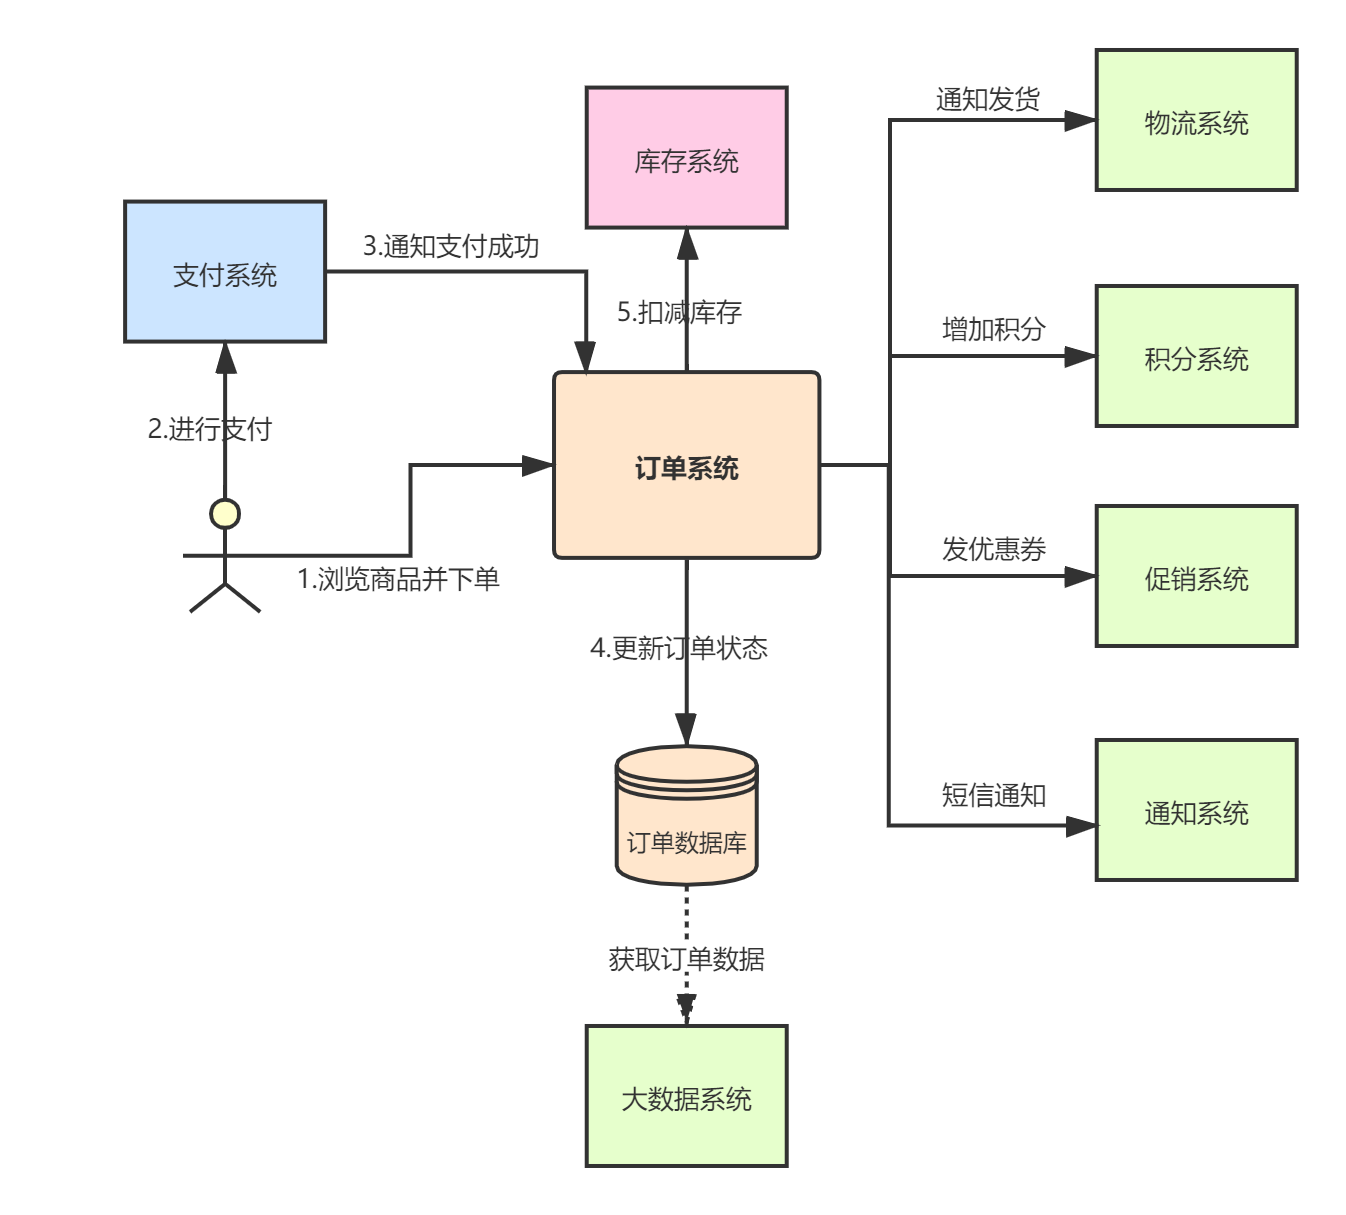 通知发货
物流系统
库存系统
3.通知支付成功
支付系统
5.扣减库存
增加积分
积分系统
2.进行支付
订单系统
发优惠券
促销系统
1.浏览商品并下单
4.更新订单状态
短信通知
通知系统
订单数据库
获取订单数据
大数据系统